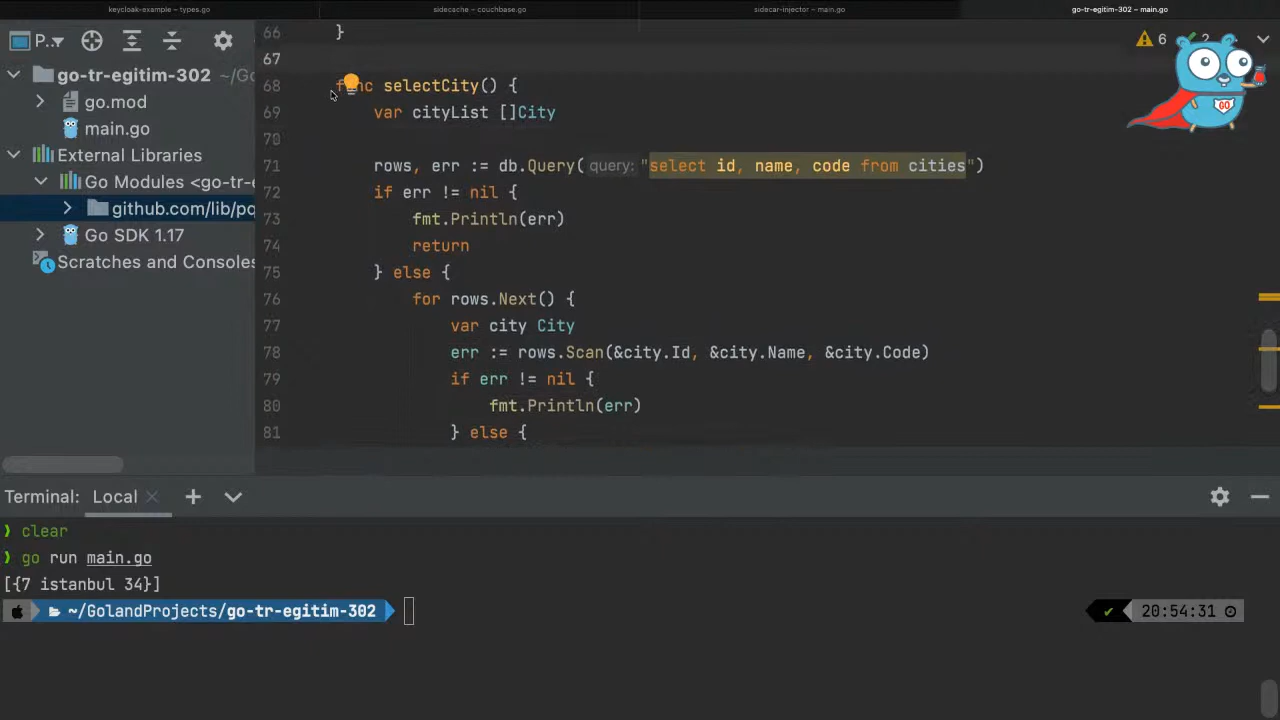 keycloak-example – types.go
sidecache – couchbase.go
sidecar-injector – main.go
go-tr-egitim-302 – main.go
P..
6
2
GO
go-tr-egitim-302 ~/Go
go.mod
main.go
External Libraries
Go Modules <go-tr-e
github.com/lib/pq
Go SDK 1.17
Scratches and Consoles
66 }
67
68 func selectCity() {
69 var cityList []City
70
71 rows, err := db.Query( query: "select id, name, code from cities")
72 if err != nil {
73 fmt.Println(err)
74 return
75 } else {
76 for rows.Next() {
77 var city City
78 err := rows.Scan(&city.Id, &city.Name, &city.Code)
79 if err != nil {
80 fmt.Println(err)
81 } else {
Terminal: Local
❯ clear
❯ go run main.go
[{7 istanbul 34}]
~/GolandProjects/go-tr-egitim-302
✔ 20:54:31